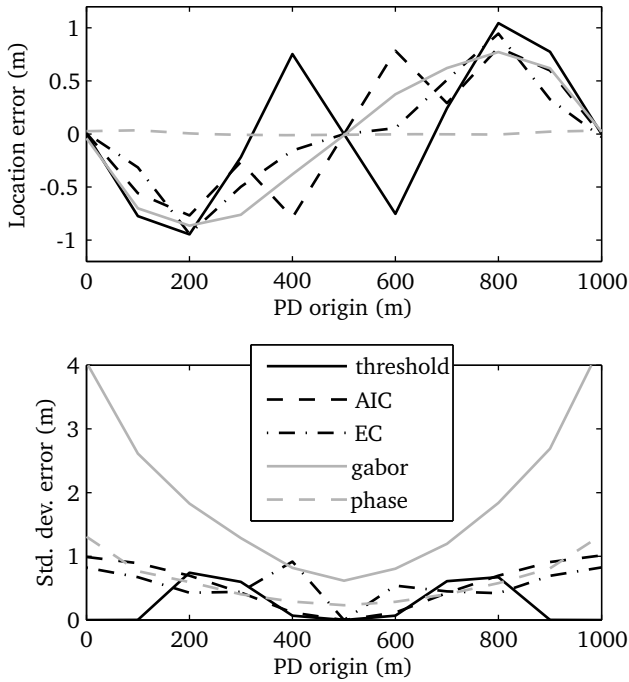 1
0.5
0
-0.5
-1
Location error (m)
0 200 400 600 800 1000
PD origin (m)
4
3
2
1
0
Std. dev. error (m)
threshold
AIC
EC
gabor
phase
0 200 400 600 800 1000
PD origin (m)